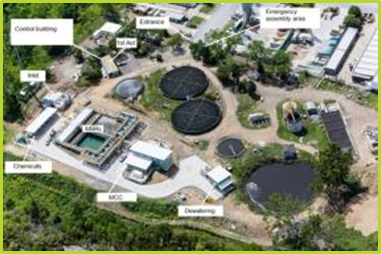 Entrance
Emergency
assembly area
Control building
1st Aid
Inlet
MBRs
Chemicals
MCC
Dewatering